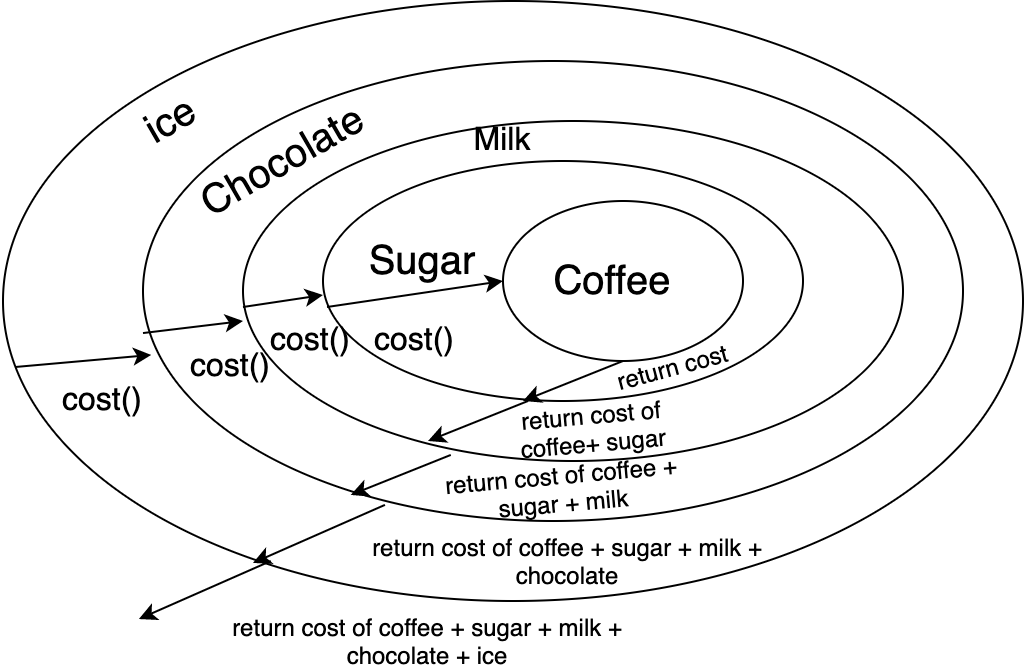 ice
Chocolate
Milk
Sugar
Coffee
cost()
cost()
cost()
cost()
return cost
return cost of
coffee+ sugar
return cost of coffee +
sugar + milk
return cost of coffee + sugar + milk +
chocolate
return cost of coffee + sugar + milk +
chocolate + ice